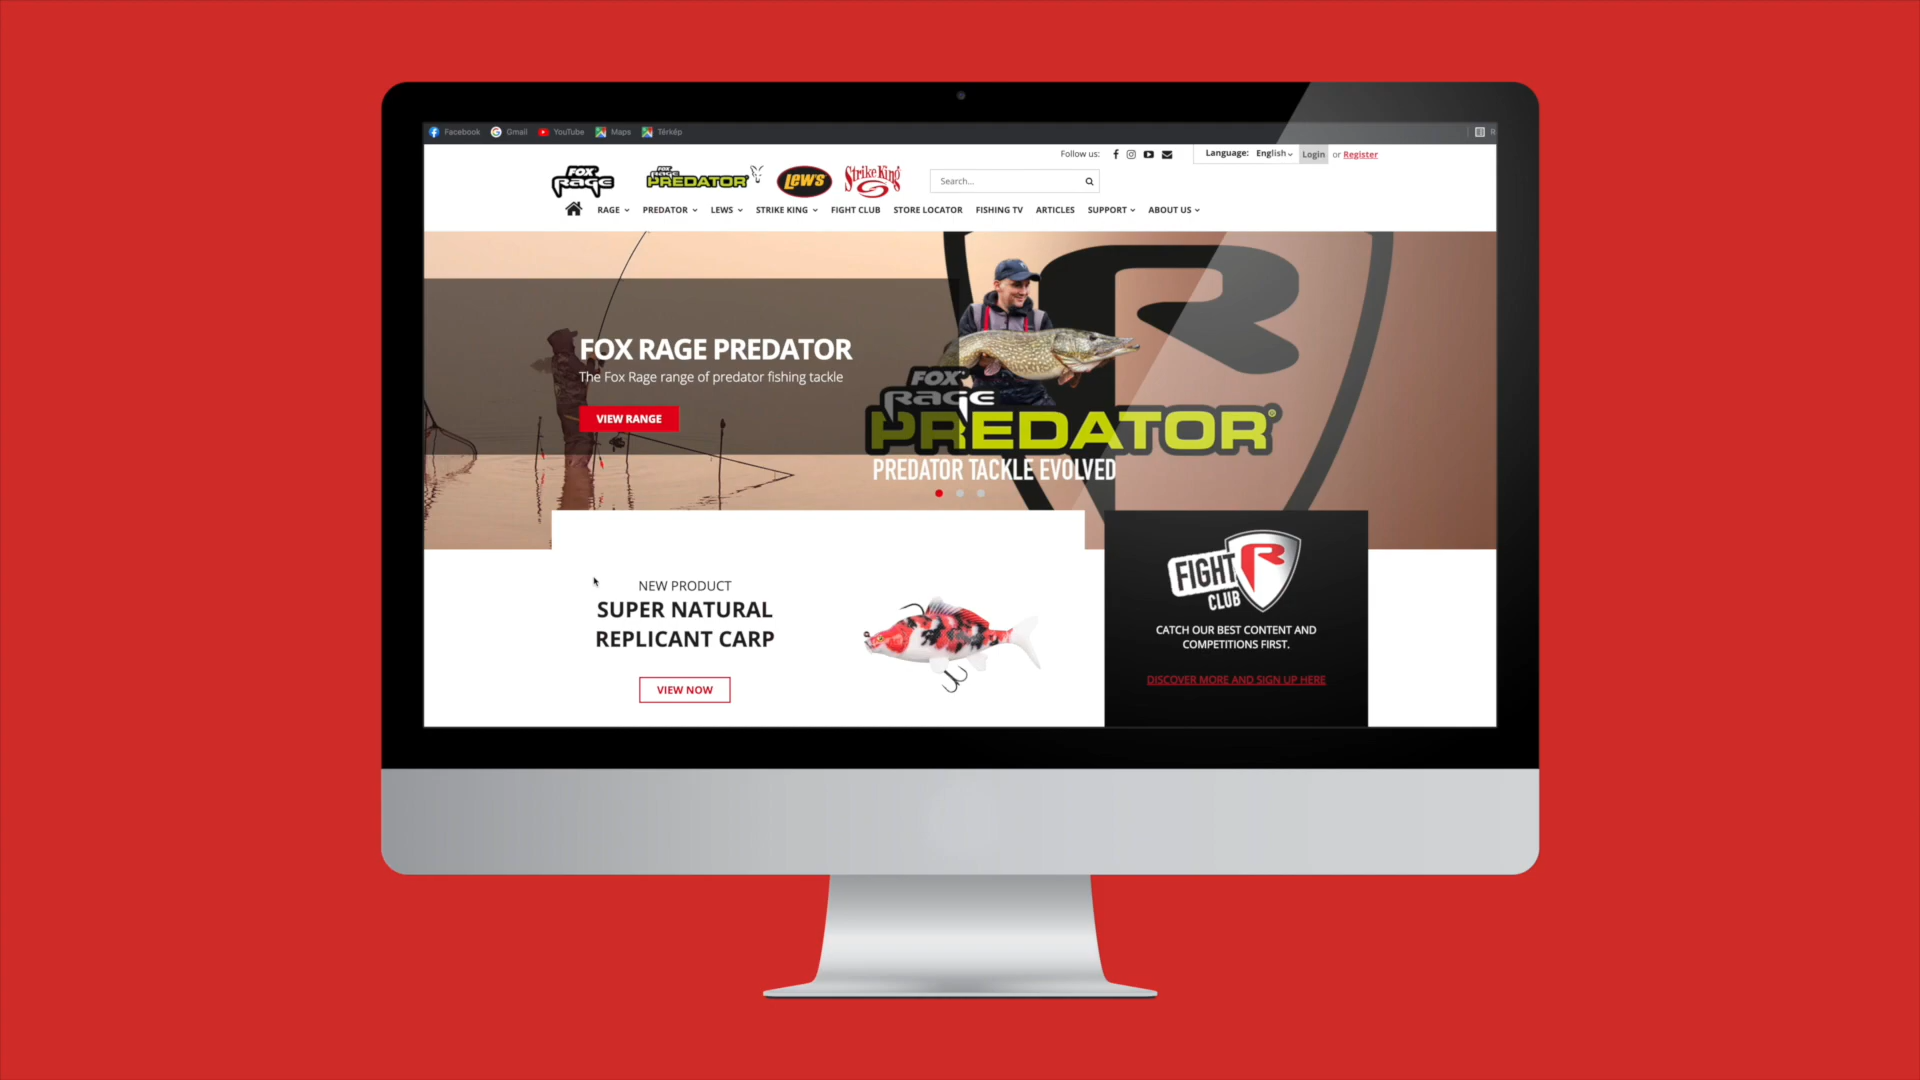 Facebook Gmail YouTube Maps Térkép R
Follow us: Language: English Login or Register
FOX RAGE
FOX RAGE PREDATOR
Lew's
Strike King
Search...
RAGE PREDATOR LEWS STRIKE KING FIGHT CLUB STORE LOCATOR FISHING TV ARTICLES SUPPORT ABOUT US
FOX RAGE PREDATOR
The Fox Rage range of predator fishing tackle
VIEW RANGE
R
FOX
RAGE
PREDATOR®
PREDATOR TACKLE EVOLVED
NEW PRODUCT
SUPER NATURAL
REPLICANT CARP
VIEW NOW
FIGHT R
CLUB
CATCH OUR BEST CONTENT AND
COMPETITIONS FIRST.
DISCOVER MORE AND SIGN UP HERE